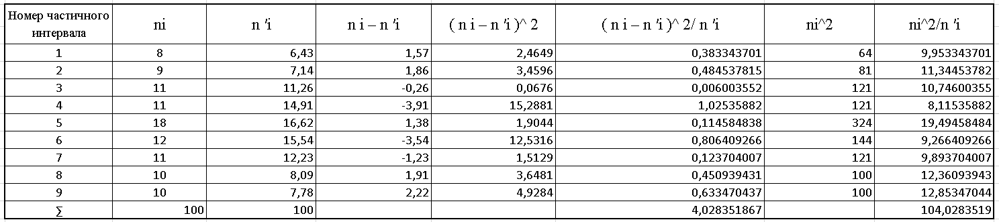 Номер частичного интервала ni n ′i n i – n ′i ( n i – n ′i )^ 2 ( n i – n ′i )^ 2/ n ′i ni^2 ni^2/n ′i
1 8 6,43 1,57 2,4649 0,383343701 64 9,953343701
2 9 7,14 1,86 3,4596 0,484537815 81 11,34453782
3 11 11,26 -0,26 0,0676 0,006003552 121 10,74600355
4 11 14,91 -3,91 15,2881 1,02535882 121 8,11535882
5 18 16,62 1,38 1,9044 0,114584838 324 19,49458484
6 12 15,54 -3,54 12,5316 0,806409266 144 9,266409266
7 11 12,23 -1,23 1,5129 0,123704007 121 9,893704007
8 10 8,09 1,91 3,6481 0,450939431 100 12,36093943
9 10 7,78 2,22 4,9284 0,633470437 100 12,85347044
∑ 100 100 4,028351867 104,0283519